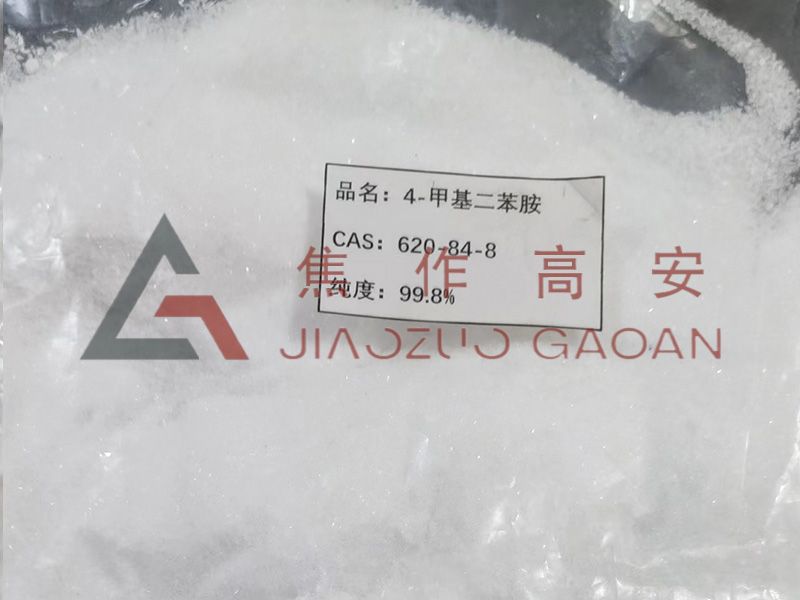 品名：4-甲基二苯胺
CAS：620-84-8
纯度：99.8%
焦作高安
JIAOZUO GAOAN